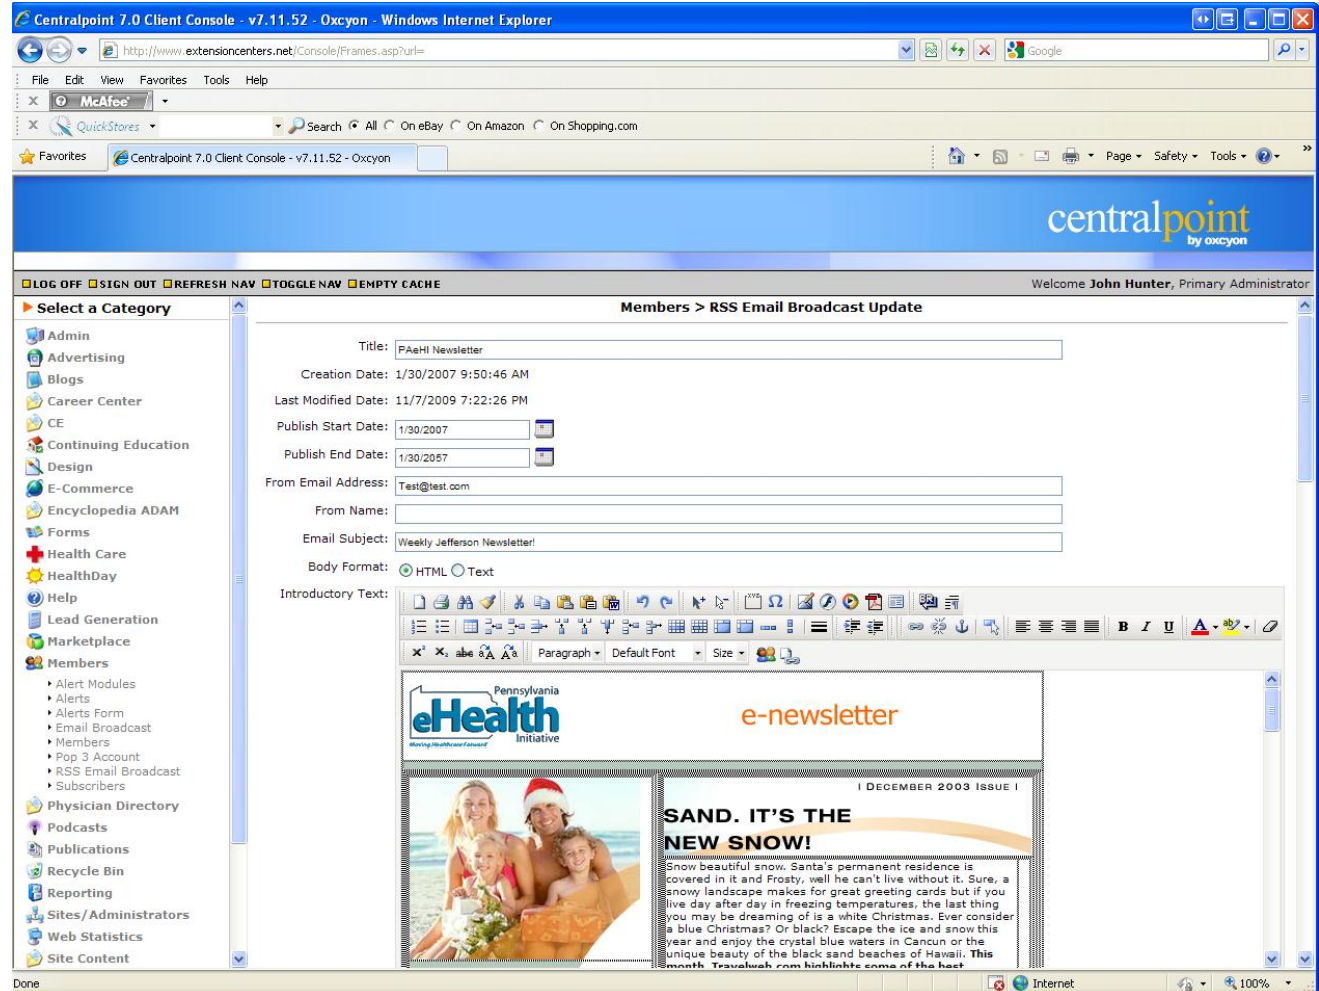 Centralpoint 7.0 Client Console - v7.11.52 - Oxcyon - Windows Internet Explorer
http://www.extensioncenters.net/Console/Frames.asp?url=
Google
File Edit View Favorites Tools Help
X McAfee
X QuickStores Search All On eBay On Amazon On Shopping.com
Favorites Centralpoint 7.0 Client Console - v7.11.52 - Oxcyon Page Safety Tools »
centralpoint
by oxcyon
LOG OFF SIGN OUT REFRESH NAV TOGGLE NAV EMPTY CACHE Welcome John Hunter, Primary Administrator
Select a Category
Admin
Advertising
Blogs
Career Center
CE
Continuing Education
Design
E-Commerce
Encyclopedia ADAM
Forms
Health Care
HealthDay
Help
Lead Generation
Marketplace
Members
Alert Modules
Alerts
Alerts Form
Email Broadcast
Members
Pop 3 Account
RSS Email Broadcast
Subscribers
Physician Directory
Podcasts
Publications
Recycle Bin
Reporting
Sites/Administrators
Web Statistics
Site Content
Members > RSS Email Broadcast Update
Title: PAeHI Newsletter
Creation Date: 1/30/2007 9:50:46 AM
Last Modified Date: 11/7/2009 7:22:26 PM
Publish Start Date: 1/30/2007
Publish End Date: 1/30/2057
From Email Address: Test@test.com
From Name:
Email Subject: Weekly Jefferson Newsletter!
Body Format: HTML Text
Introductory Text:
B I U A
Paragraph Default Font Size
Pennsylvania
eHealth
Initiative
Moving Healthcare Forward
e-newsletter
| DECEMBER 2003 ISSUE |
SAND. IT'S THE
NEW SNOW!
Snow beautiful snow. Santa's permanent residence is
covered in it and Frosty, well he can't live without it. Sure, a
snowy landscape makes for great greeting cards but if you
live day after day in freezing temperatures, the last thing
you may be dreaming of is a white Christmas. Ever consider
a blue Christmas? Or black? Escape the ice and snow this
year and enjoy the crystal blue waters in Cancun or the
unique beauty of the black sand beaches of Hawaii. This
month, Travelweb.com highlights some of the best
Done Internet 100%